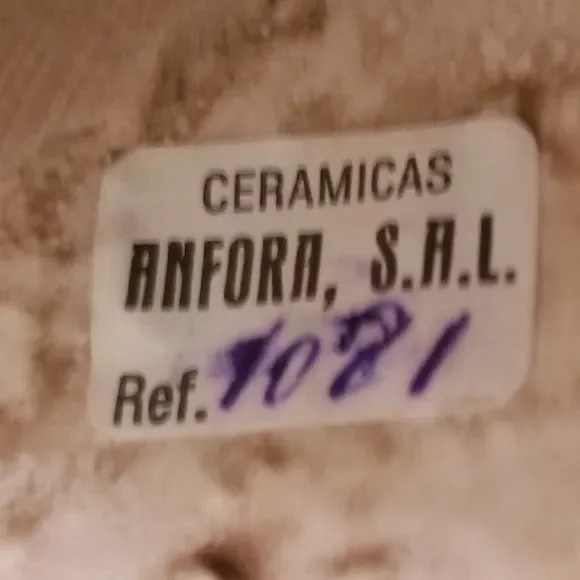 CERAMICAS
ANFORA, S.A.L.
Ref. 1081